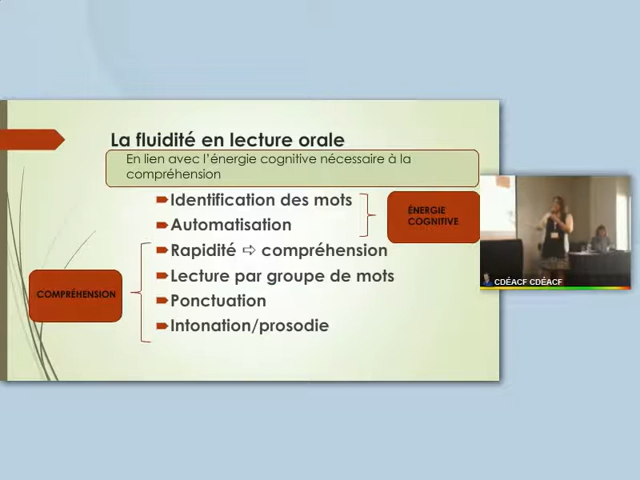 La fluidité en lecture orale
En lien avec l'énergie cognitive nécessaire à la
compréhension
Identification des mots
Automatisation
ÉNERGIE
COGNITIVE
Rapidité ⇨ compréhension
Lecture par groupe de mots
Ponctuation
Intonation/prosodie
COMPRÉHENSION
CDÉACF CDÉACF